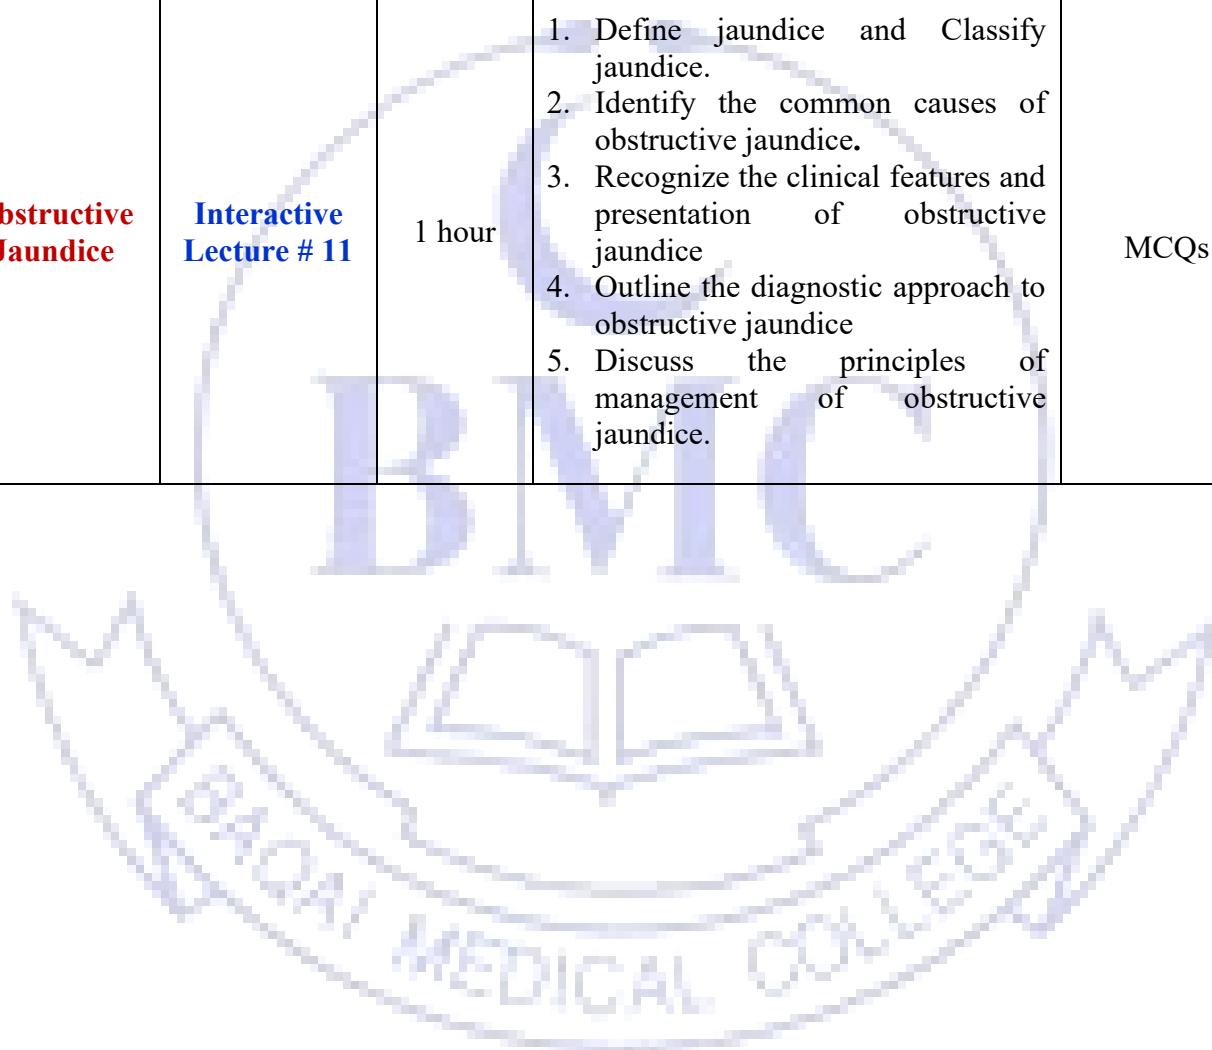 bstructive
Jaundice
Interactive
Lecture # 11
1 hour
1. Define jaundice and Classify
jaundice.
2. Identify the common causes of
obstructive jaundice.
3. Recognize the clinical features and
presentation of obstructive
jaundice
4. Outline the diagnostic approach to
obstructive jaundice
5. Discuss the principles of
management of obstructive
jaundice.
MCQs
BMC
BAQAI MEDICAL COLLEGE